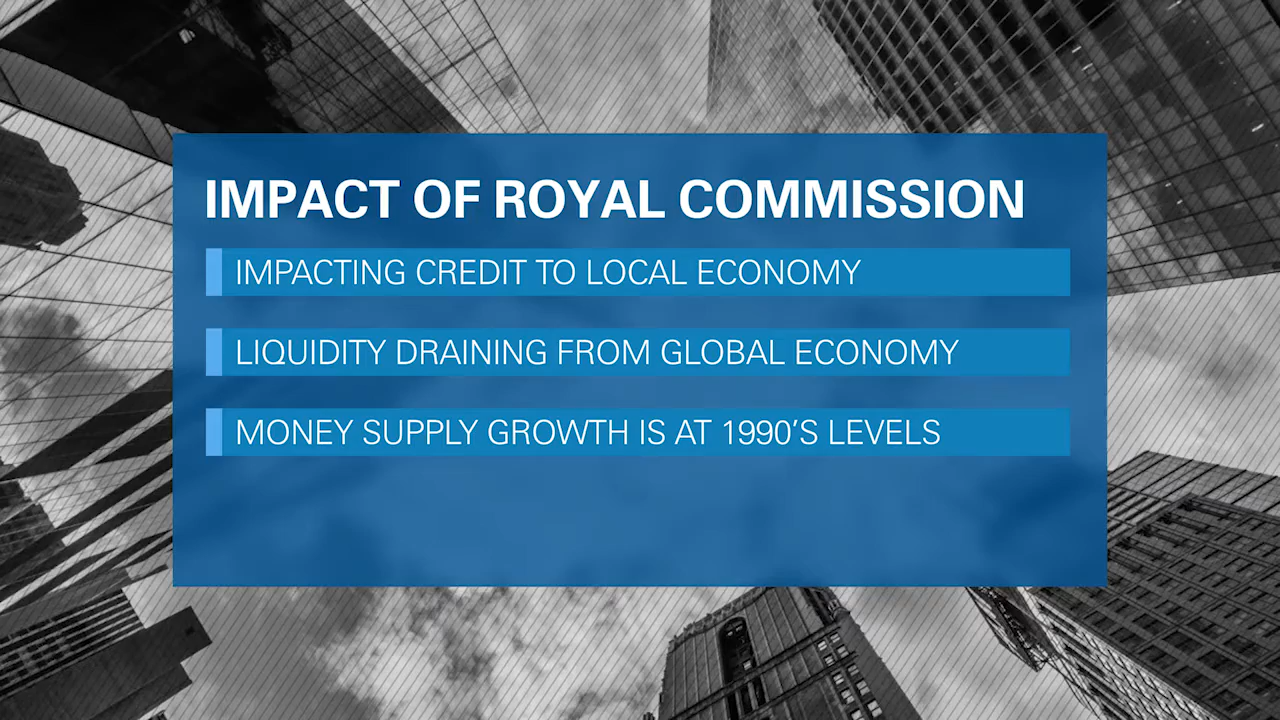 IMPACT OF ROYAL COMMISSION
IMPACTING CREDIT TO LOCAL ECONOMY
LIQUIDITY DRAINING FROM GLOBAL ECONOMY
MONEY SUPPLY GROWTH IS AT 1990'S LEVELS